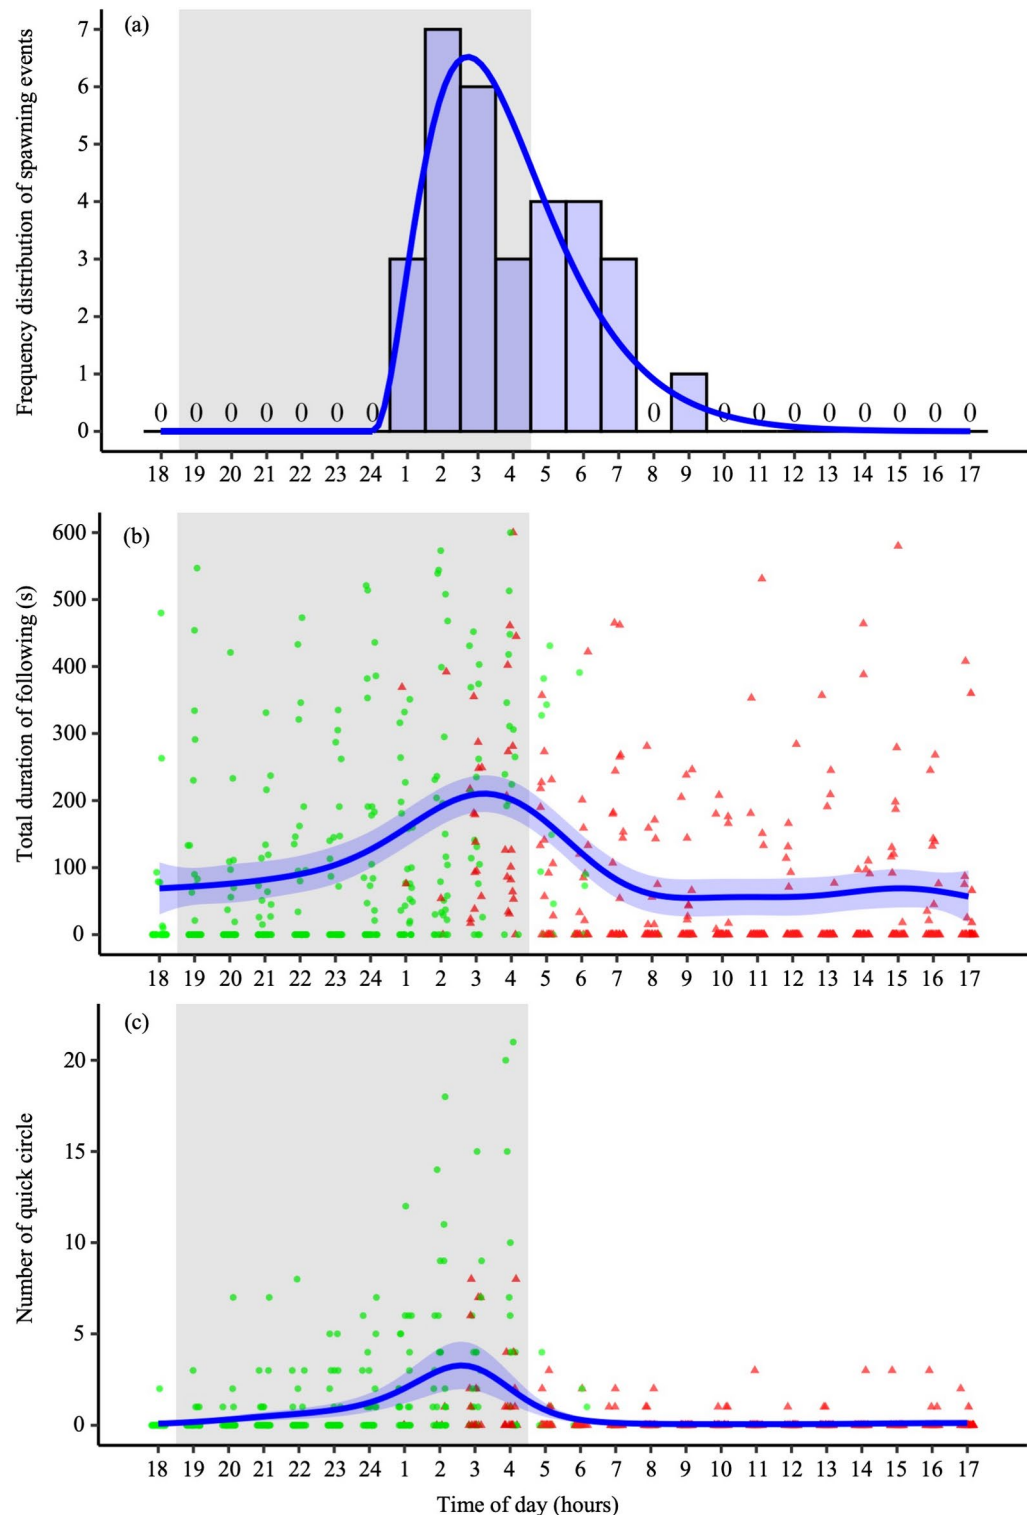 (a)
Frequency distribution of spawning events
7
6
5
4
3
2
1
0
0 0 0 0 0 0 0 0 0 0 0 0 0 0 0 0
18 19 20 21 22 23 24 1 2 3 4 5 6 7 8 9 10 11 12 13 14 15 16 17
(b)
Total duration of following (s)
600
500
400
300
200
100
0
18 19 20 21 22 23 24 1 2 3 4 5 6 7 8 9 10 11 12 13 14 15 16 17
(c)
Number of quick circle
20
15
10
5
0
18 19 20 21 22 23 24 1 2 3 4 5 6 7 8 9 10 11 12 13 14 15 16 17
Time of day (hours)